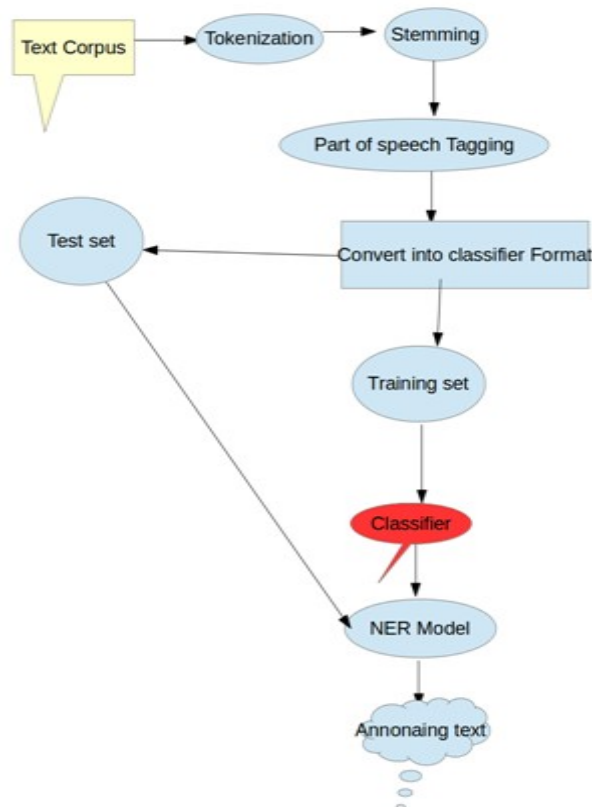 Text Corpus
Tokenization
Stemming
Part of speech Tagging
Convert into classifier Format
Test set
Training set
Classifier
NER Model
Annonaing text